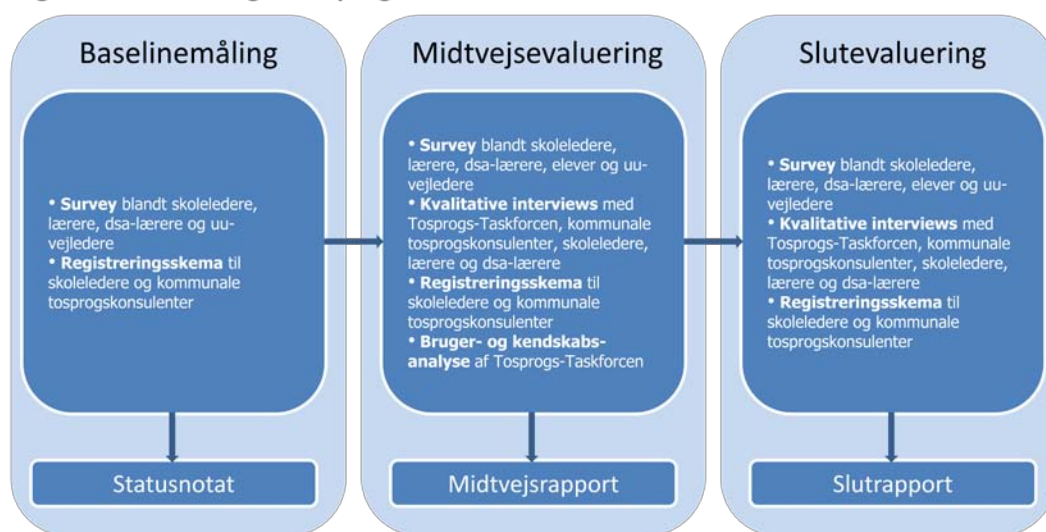 Baselinemåling
• Survey blandt skoleledere,
lærere, dsa-lærere og uu-
vejledere
• Registreringsskema til
skoleledere og kommunale
tosprogskonsulenter
Statusnotat
Midtvejsevaluering
• Survey blandt skoleledere,
lærere, dsa-lærere, elever og uu-
vejledere
• Kvalitative interviews med
Tosprogs-Taskforcen, kommunale
tosprogskonsulenter, skoleledere,
lærere og dsa-lærere
• Registreringsskema til
skoleledere og kommunale
tosprogskonsulenter
• Bruger- og kendskabs-
analyse af Tosprogs-Taskforcen
Midtvejsrapport
Slutevaluering
• Survey blandt skoleledere,
lærere, dsa-lærere, elever og uu-
vejledere
• Kvalitative interviews med
Tosprogs-Taskforcen, kommunale
tosprogskonsulenter, skoleledere,
lærere og dsa-lærere
• Registreringsskema til
skoleledere og kommunale
tosprogskonsulenter
Slutrapport